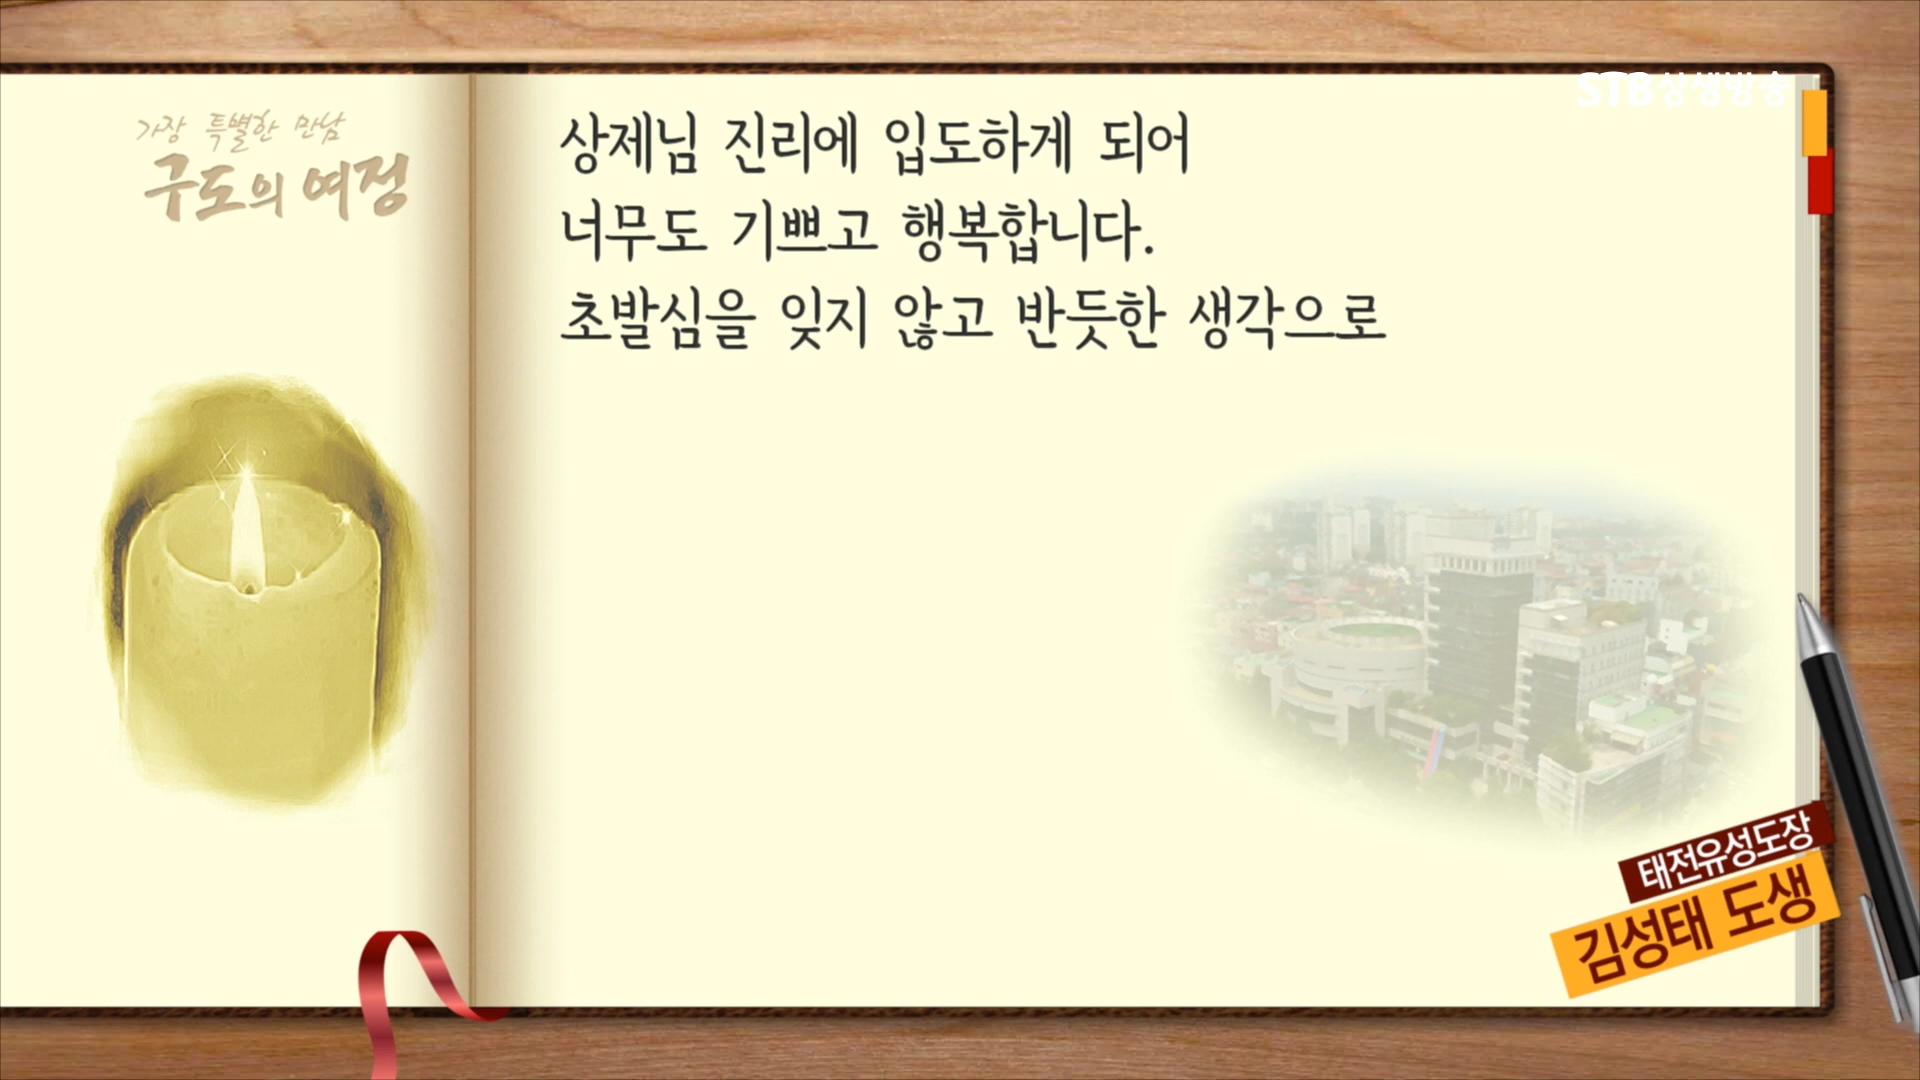 STB상생방송
가장 특별한 만남
구도의 여정
상제님 진리에 입도하게 되어
너무도 기쁘고 행복합니다.
초발심을 잊지 않고 반듯한 생각으로
태전유성도장
김성태 도생